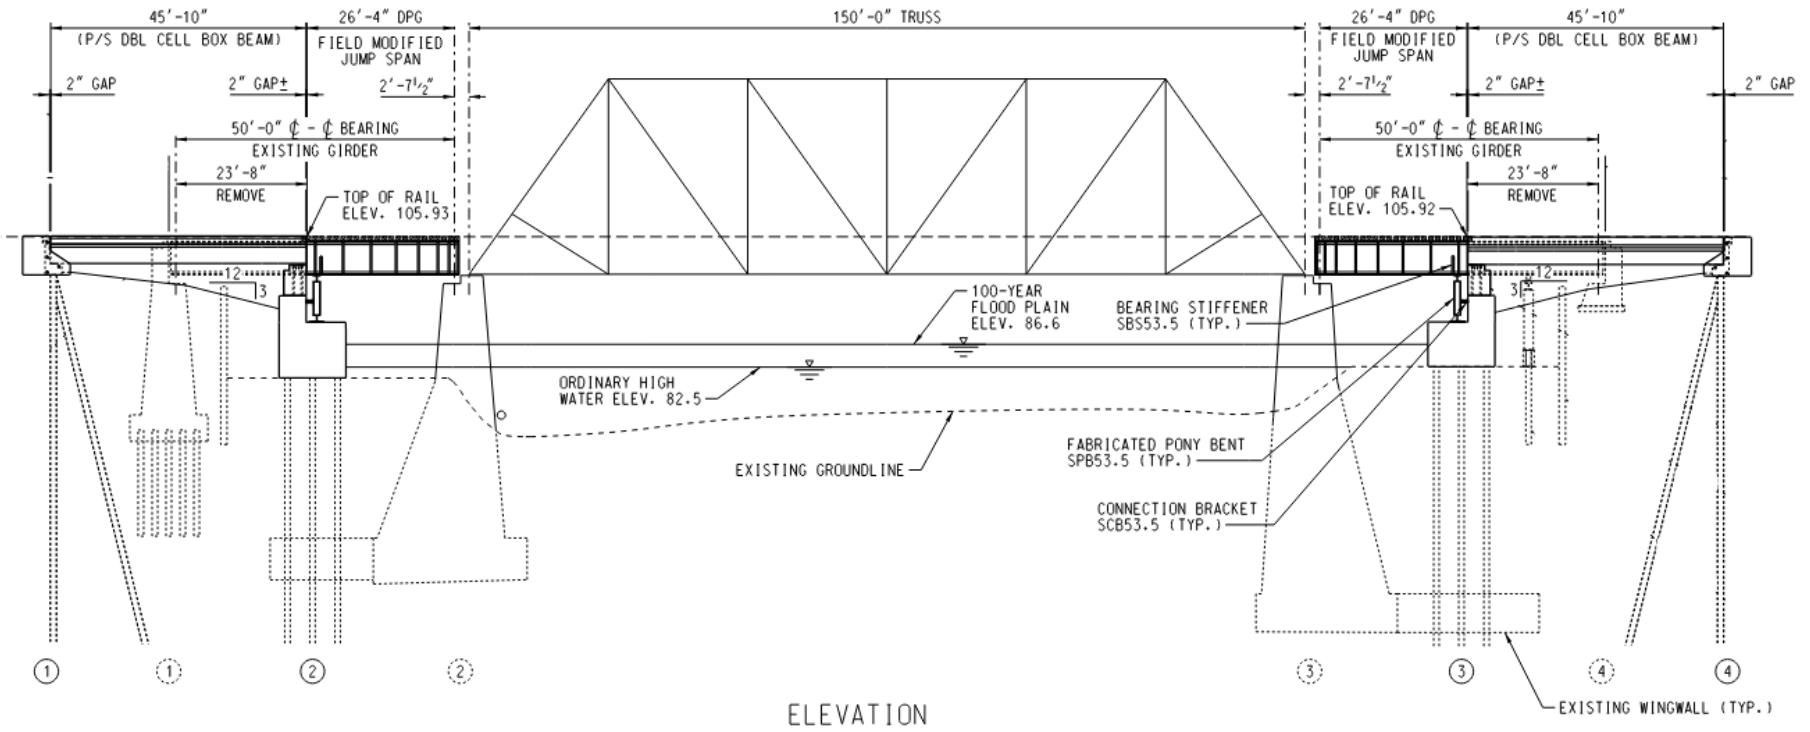 45'-10"
26'-4" DPG
150'-0" TRUSS
26'-4" DPG
45'-10"
(P/S DBL CELL BOX BEAM)
FIELD MODIFIED
JUMP SPAN
FIELD MODIFIED
JUMP SPAN
(P/S DBL CELL BOX BEAM)
2" GAP
2" GAP±
2'-7½"
2'-7½"
2" GAP±
2" GAP
50'-0" ℄ - ℄ BEARING
EXISTING GIRDER
50'-0" ℄ - ℄ BEARING
EXISTING GIRDER
23'-8"
REMOVE
23'-8"
REMOVE
TOP OF RAIL
ELEV. 105.93
TOP OF RAIL
ELEV. 105.92
12
3
12
3
100-YEAR
FLOOD PLAIN
ELEV. 86.6
BEARING STIFFENER
SBS53.5 (TYP.)
ORDINARY HIGH
WATER ELEV. 82.5
EXISTING GROUNDLINE
FABRICATED PONY BENT
SPB53.5 (TYP.)
CONNECTION BRACKET
SCB53.5 (TYP.)
1
1
2
2
3
3
4
4
EXISTING WINGWALL (TYP.)
ELEVATION